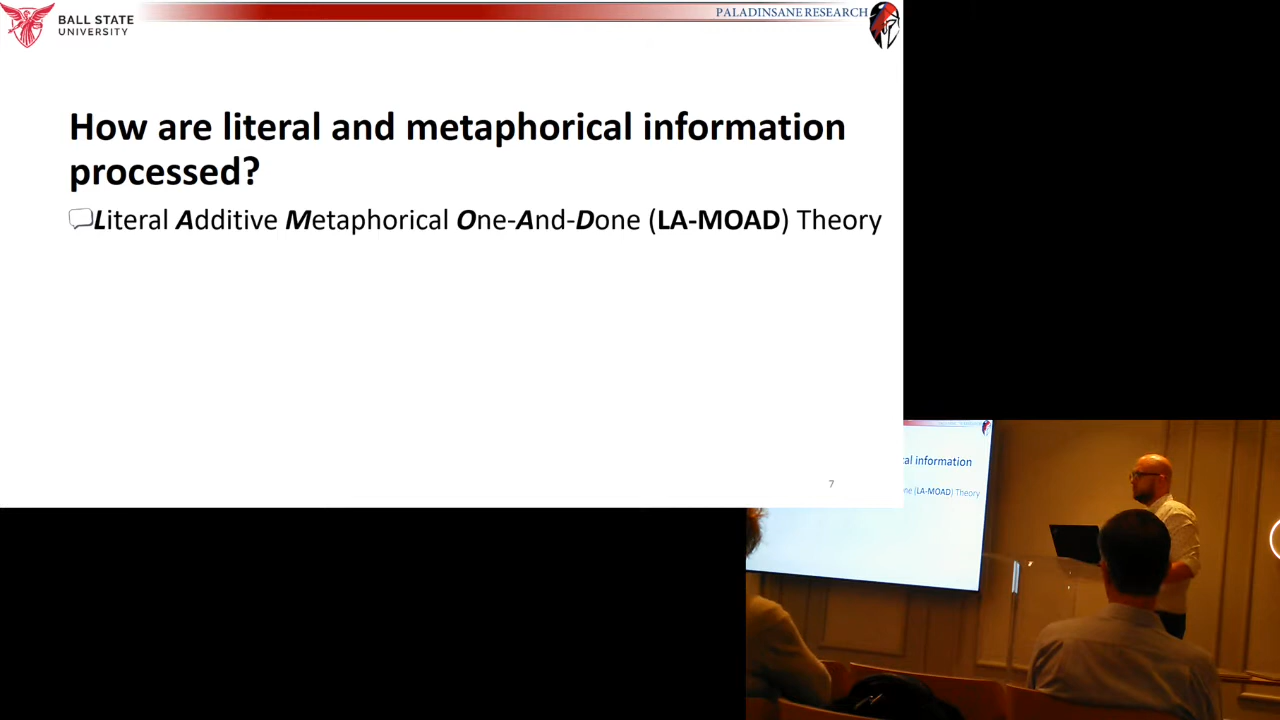 BALL STATE
UNIVERSITY
PALADINSANE RESEARCH
How are literal and metaphorical information
processed?
Literal Additive Metaphorical One-And-Done (LA-MOAD) Theory
7
cal information
ne (LA-MOAD) Theory